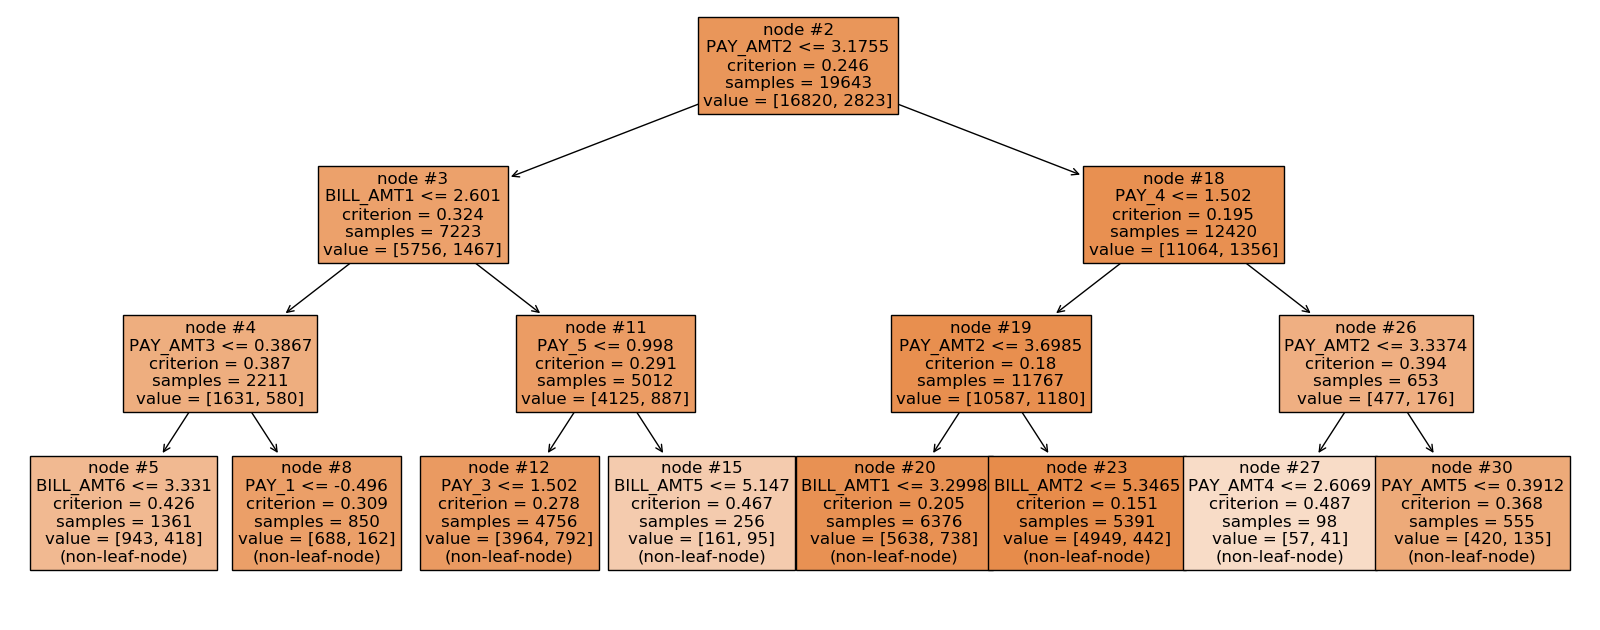 node #2
PAY_AMT2 <= 3.1755
criterion = 0.246
samples = 19643
value = [16820, 2823]
node #3
BILL_AMT1 <= 2.601
criterion = 0.324
samples = 7223
value = [5756, 1467]
node #18
PAY_4 <= 1.502
criterion = 0.195
samples = 12420
value = [11064, 1356]
node #4
PAY_AMT3 <= 0.3867
criterion = 0.387
samples = 2211
value = [1631, 580]
node #11
PAY_5 <= 0.998
criterion = 0.291
samples = 5012
value = [4125, 887]
node #19
PAY_AMT2 <= 3.6985
criterion = 0.18
samples = 11767
value = [10587, 1180]
node #26
PAY_AMT2 <= 3.3374
criterion = 0.394
samples = 653
value = [477, 176]
node #5
BILL_AMT6 <= 3.331
criterion = 0.426
samples = 1361
value = [943, 418]
(non-leaf-node)
node #8
PAY_1 <= -0.496
criterion = 0.309
samples = 850
value = [688, 162]
(non-leaf-node)
node #12
PAY_3 <= 1.502
criterion = 0.278
samples = 4756
value = [3964, 792]
(non-leaf-node)
node #15
BILL_AMT5 <= 5.147
criterion = 0.467
samples = 256
value = [161, 95]
(non-leaf-node)
node #20
BILL_AMT1 <= 3.2998
criterion = 0.205
samples = 6376
value = [5638, 738]
(non-leaf-node)
node #23
BILL_AMT2 <= 5.3465
criterion = 0.151
samples = 5391
value = [4949, 442]
(non-leaf-node)
node #27
PAY_AMT4 <= 2.6069
criterion = 0.487
samples = 98
value = [57, 41]
(non-leaf-node)
node #30
PAY_AMT5 <= 0.3912
criterion = 0.368
samples = 555
value = [420, 135]
(non-leaf-node)